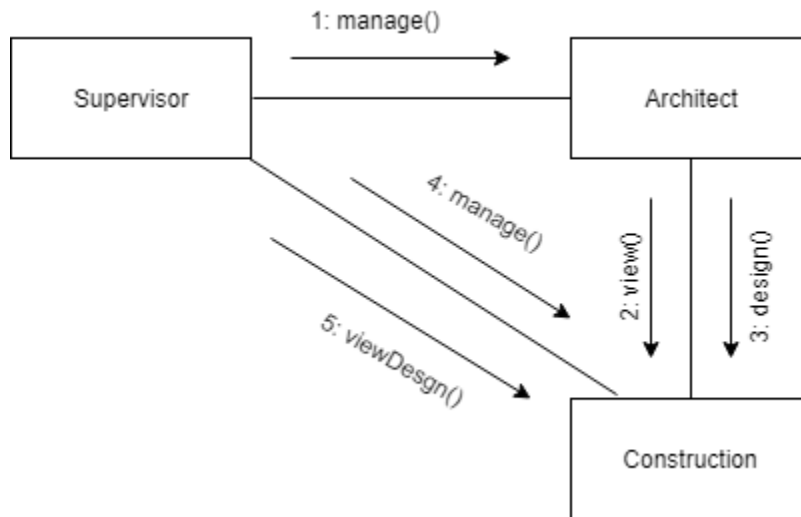 1: manage()
Supervisor
Architect
4: manage()
2: view()
3: design()
5: viewDesgn()
Construction